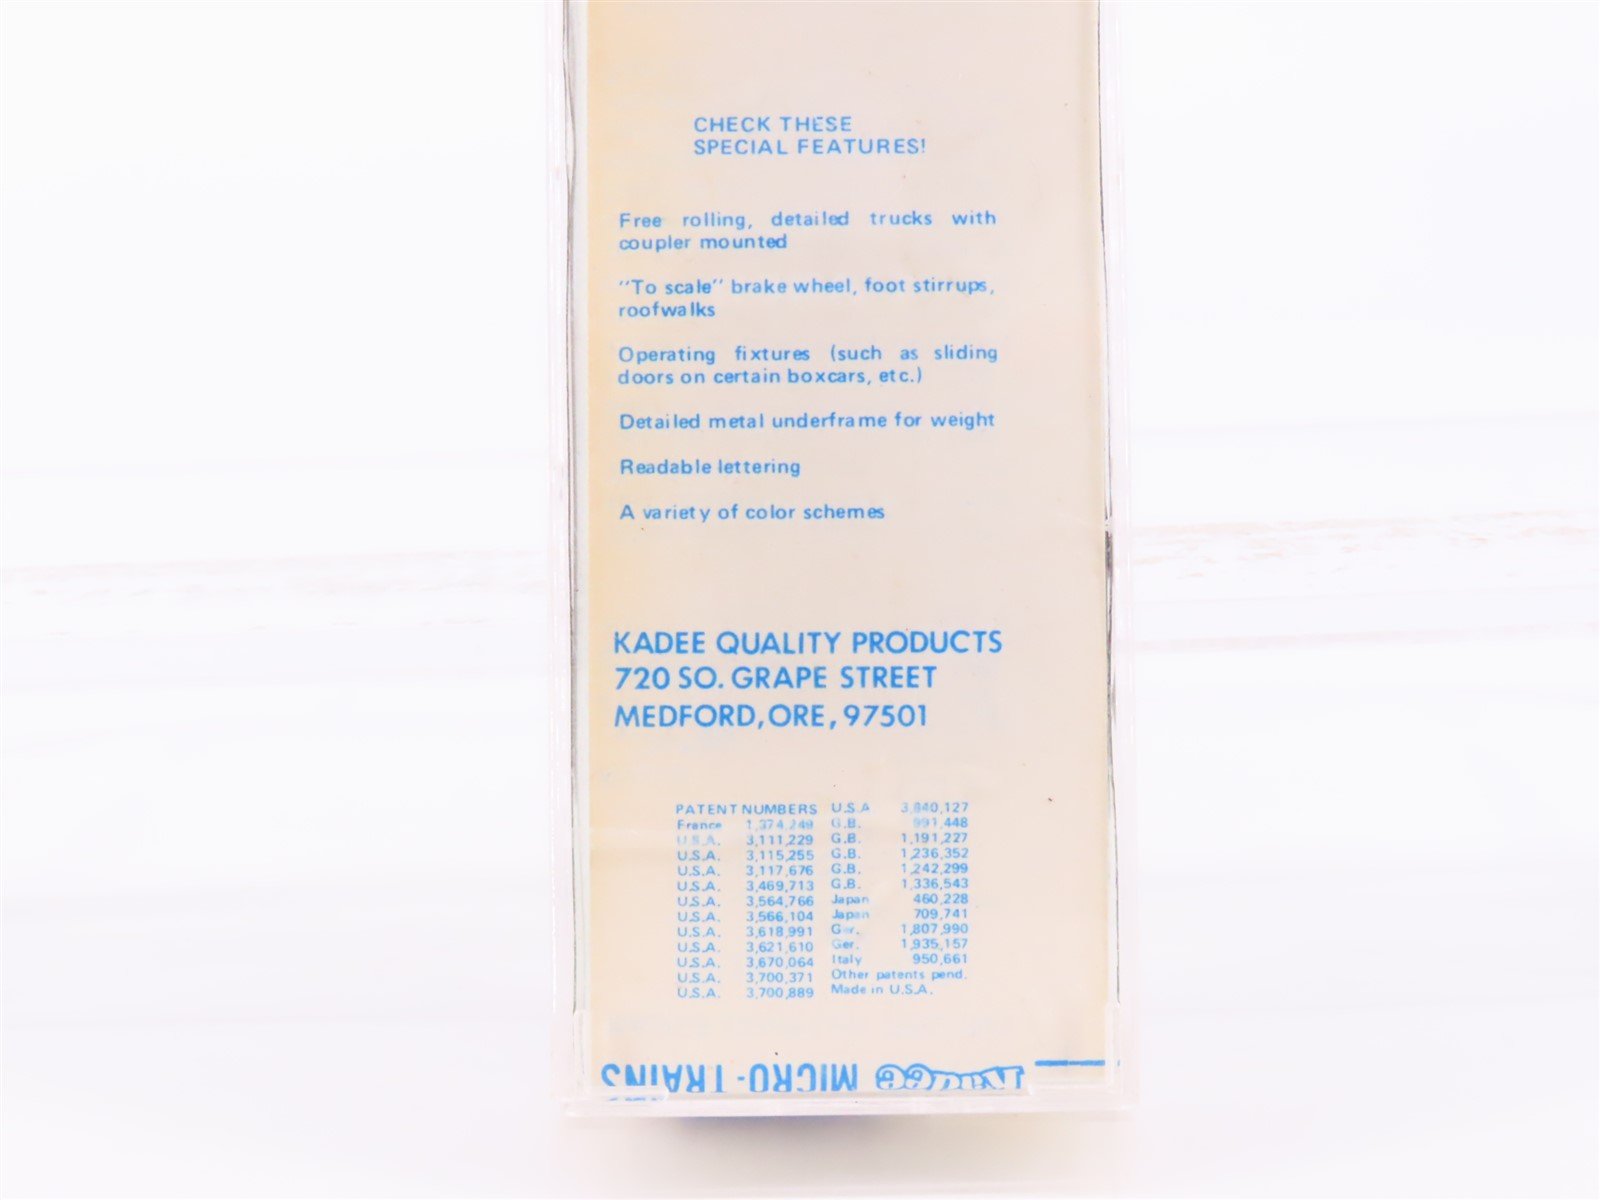 CHECK THESE
SPECIAL FEATURES!
Free rolling, detailed trucks with
coupler mounted
"To scale" brake wheel, foot stirrups,
roofwalks
Operating fixtures (such as sliding
doors on certain boxcars, etc.)
Detailed metal underframe for weight
Readable lettering
A variety of color schemes
KADEE QUALITY PRODUCTS
720 SO. GRAPE STREET
MEDFORD, ORE, 97501
PATENT NUMBERS
France 1,374,249
U.S.A. 3,111,229
U.S.A. 3,115,255
U.S.A. 3,117,676
U.S.A. 3,469,713
U.S.A. 3,564,766
U.S.A. 3,566,104
U.S.A. 3,618,991
U.S.A. 3,621,610
U.S.A. 3,670,064
U.S.A. 3,700,371
U.S.A. 3,700,889
U.S.A 3,840,127
G.B. 991,448
G.B. 1,191,227
G.B. 1,236,352
G.B. 1,242,299
G.B. 1,336,543
Japan 460,228
Japan 709,741
Ger. 1,807,990
Ger. 1,935,157
Italy 950,661
Other patents pend.
Made in U.S.A.
Kadee MICRO-TRAINS